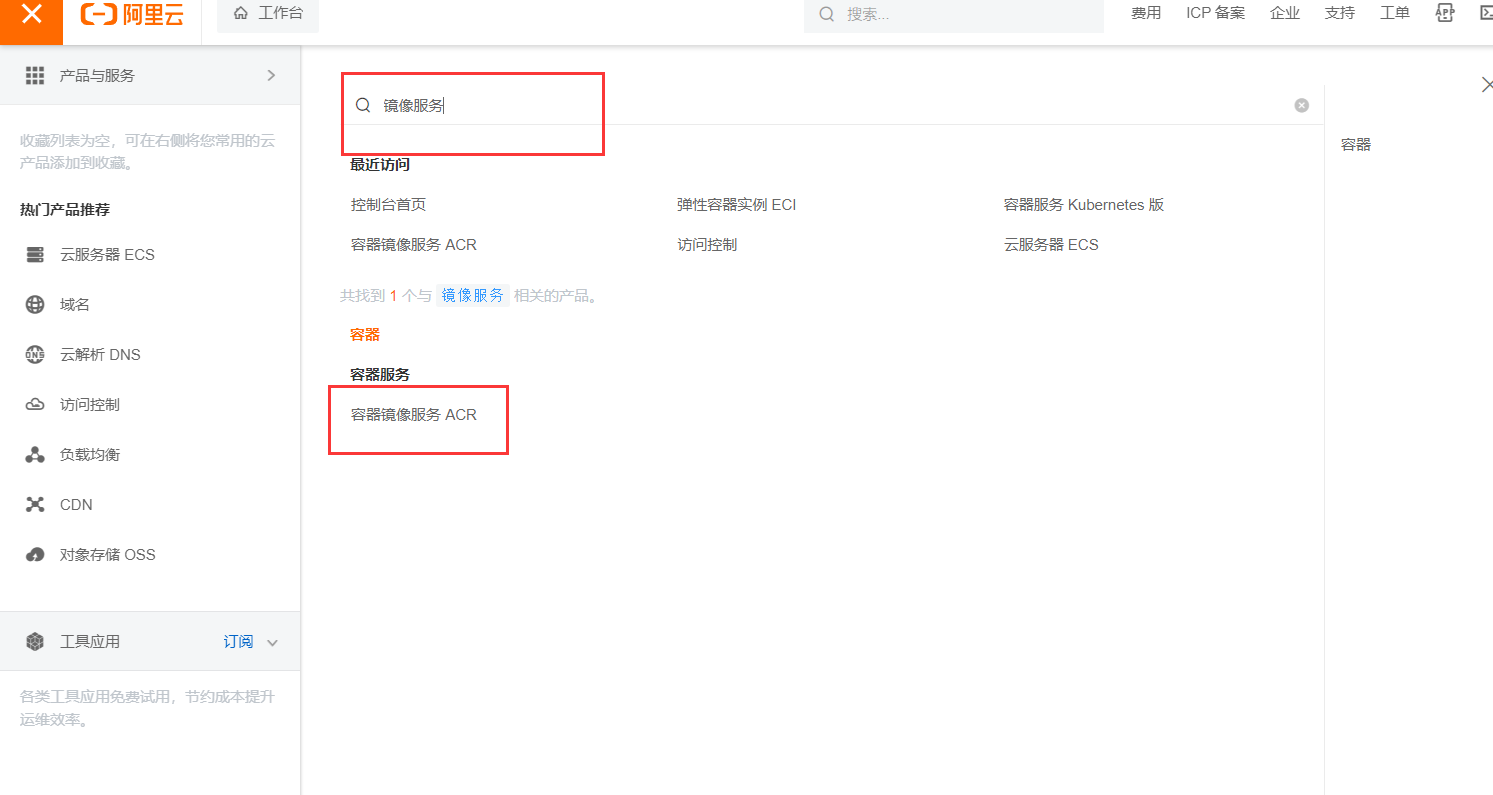 阿里云
工作台
搜索...
费用
ICP 备案
企业
支持
工单
APP
产品与服务
收藏列表为空，可在右侧将您常用的云
产品添加到收藏。
热门产品推荐
云服务器 ECS
域名
DNS
云解析 DNS
访问控制
负载均衡
CDN
对象存储 OSS
工具应用
订阅
各类工具应用免费试用，节约成本提升
运维效率。
镜像服务
最近访问
控制台首页
弹性容器实例 ECI
容器服务 Kubernetes 版
容器镜像服务 ACR
访问控制
云服务器 ECS
共找到 1 个与 镜像服务 相关的产品。
容器
容器服务
容器镜像服务 ACR
容器